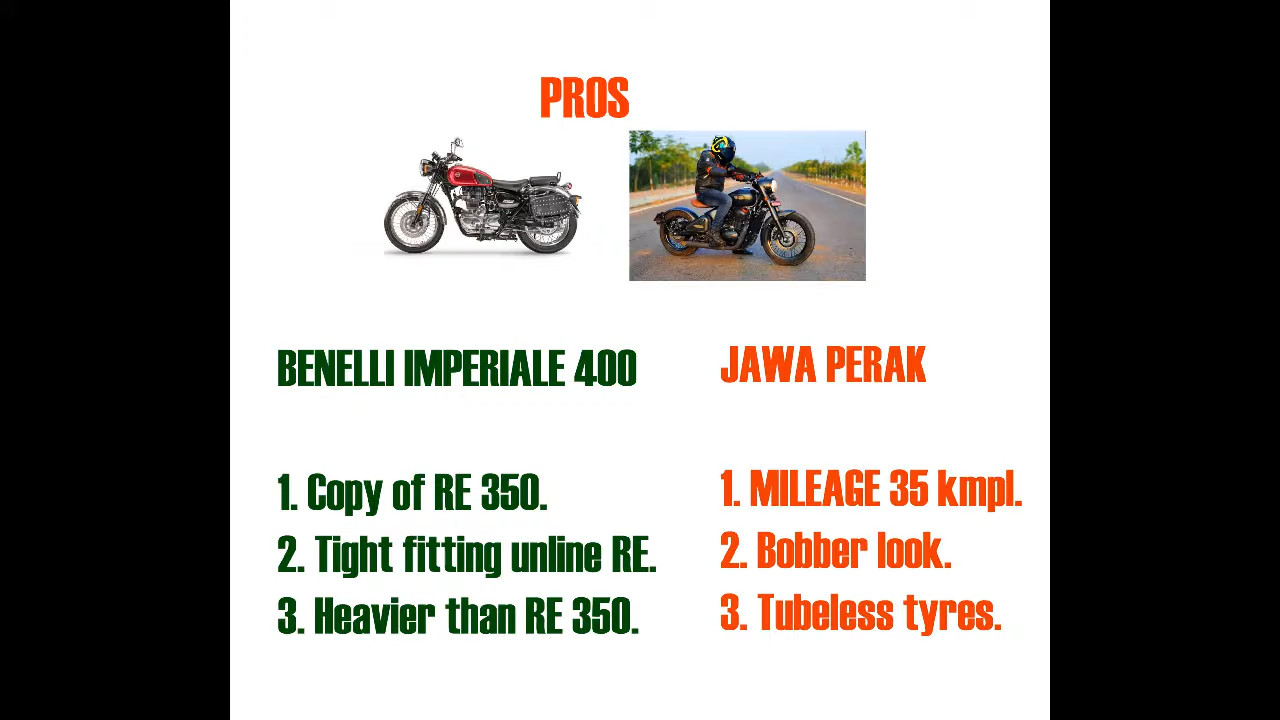 PROS
BENELLI IMPERIALE 400
1. Copy of RE 350.
2. Tight fitting unline RE.
3. Heavier than RE 350.
JAWA PERAK
1. MILEAGE 35 kmpl.
2. Bobber look.
3. Tubeless tyres.